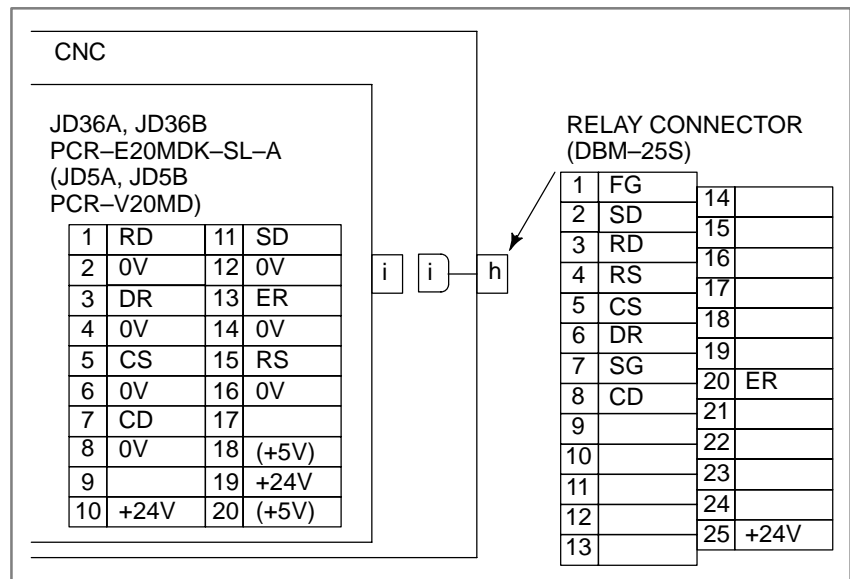 CNC
JD36A, JD36B
PCR–E20MDK–SL–A
(JD5A, JD5B
PCR–V20MD)
1 RD 11 SD
2 0V 12 0V
3 DR 13 ER
4 0V 14 0V
5 CS 15 RS
6 0V 16 0V
7 CD 17
8 0V 18 (+5V)
9 19 +24V
10 +24V 20 (+5V)
i i h
RELAY CONNECTOR
(DBM–25S)
1 FG
2 SD
3 RD
4 RS
5 CS
6 DR
7 SG
8 CD
9
10
11
12
13
14
15
16
17
18
19
20 ER
21
22
23
24
25 +24V